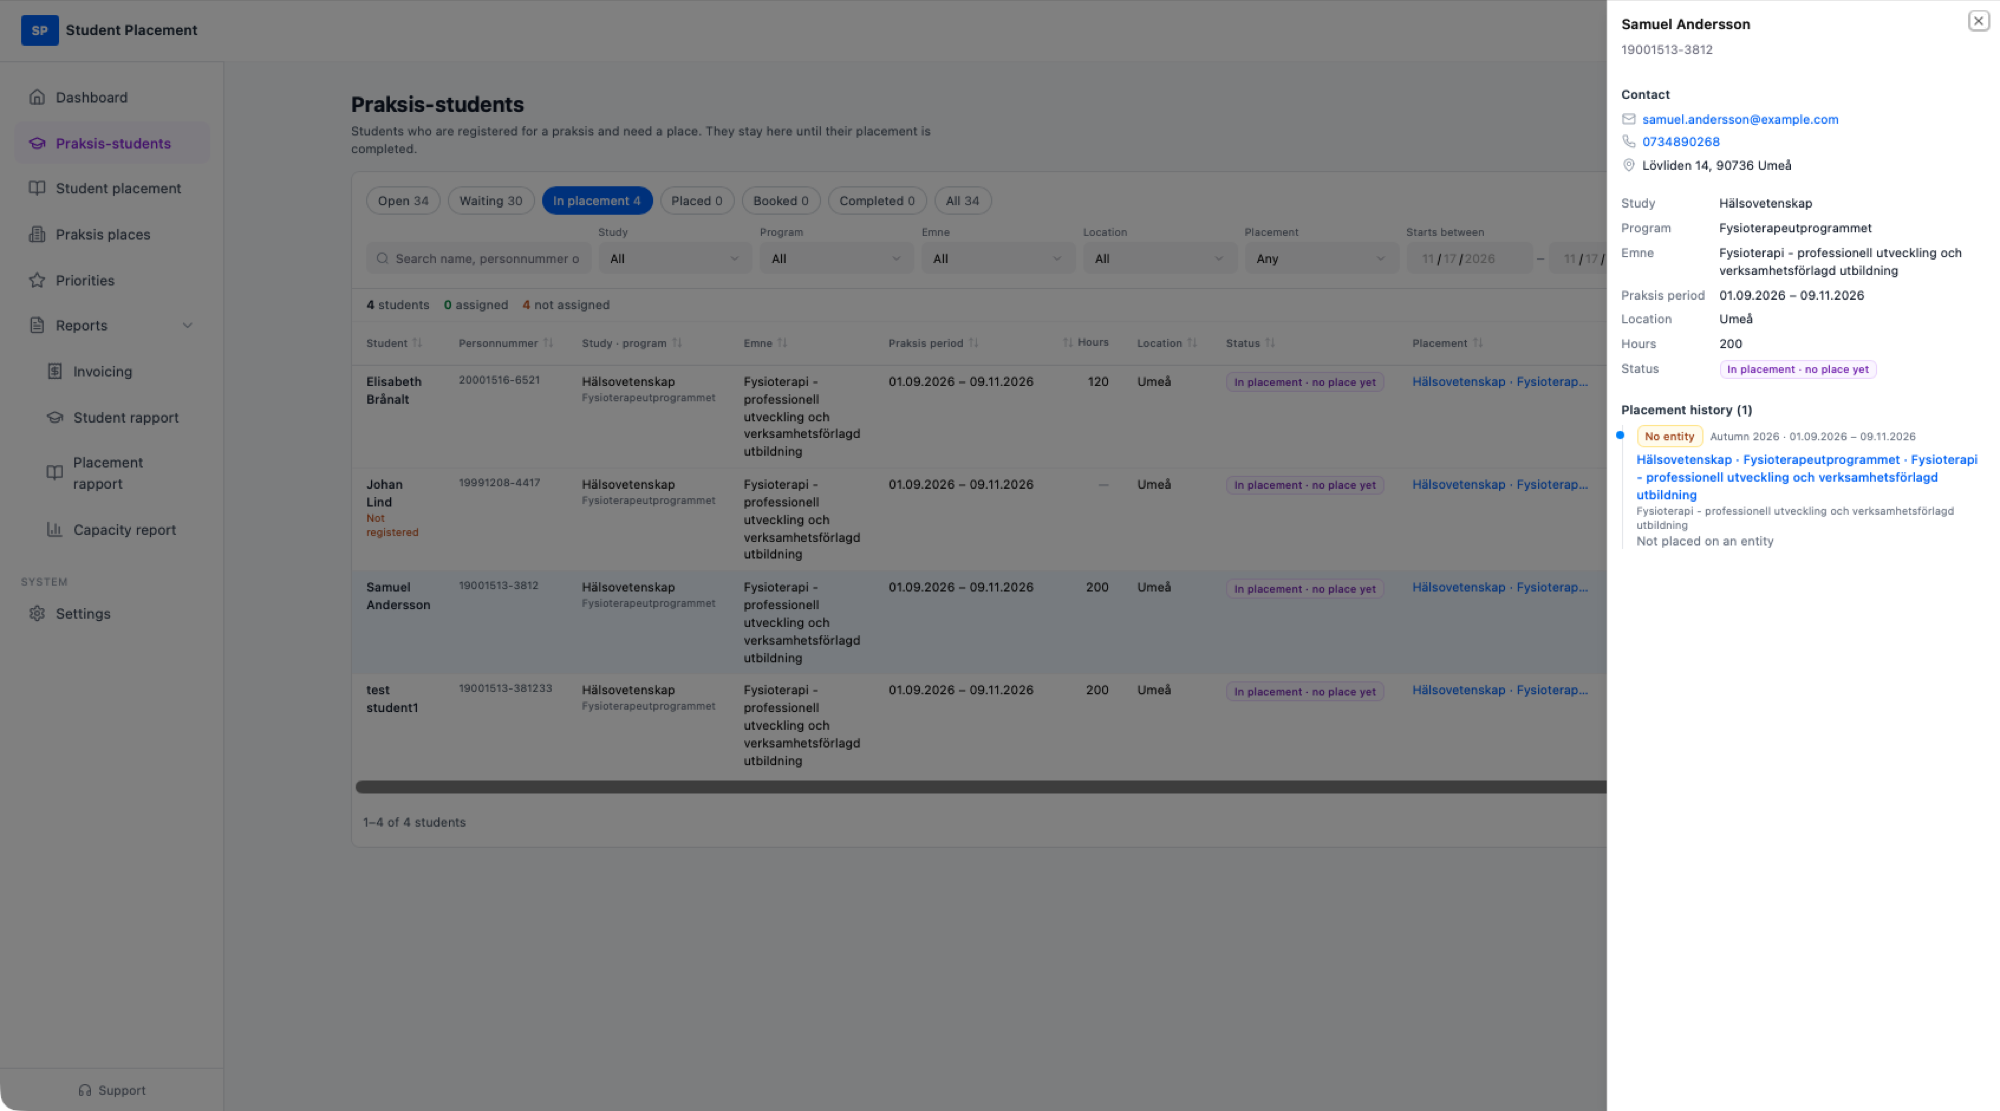 SP Student Placement
Dashboard
Praksis-students
Student placement
Praksis places
Priorities
Reports
Invoicing
Student rapport
Placement
rapport
Capacity report
SYSTEM
Settings
Support
Praksis-students
Students who are registered for a praksis and need a place. They stay here until their placement is
completed.
Open 34 Waiting 30 In placement 4 Placed 0 Booked 0 Completed 0 All 34
Study Program Emne Location Placement Starts between
Search name, personnummer o All All All All Any 11/17/2026 – 11/17/
4 students 0 assigned 4 not assigned
Student Personnummer Study · program Emne Praksis period Hours Location Status Placement
Elisabeth 20001516-6521 Hälsovetenskap Fysioterapi - 01.09.2026 – 09.11.2026 120 Umeå In placement · no place yet Hälsovetenskap · Fysioterap...
Brånalt Fysioterapeutprogrammet professionell
utveckling och
verksamhetsförlagd
utbildning
Johan 19991208-4417 Hälsovetenskap Fysioterapi - 01.09.2026 – 09.11.2026 — Umeå In placement · no place yet Hälsovetenskap · Fysioterap...
Lind Fysioterapeutprogrammet professionell
Not utveckling och
registered verksamhetsförlagd
utbildning
Samuel 19001513-3812 Hälsovetenskap Fysioterapi - 01.09.2026 – 09.11.2026 200 Umeå In placement · no place yet Hälsovetenskap · Fysioterap...
Andersson Fysioterapeutprogrammet professionell
utveckling och
verksamhetsförlagd
utbildning
test 19001513-381233 Hälsovetenskap Fysioterapi - 01.09.2026 – 09.11.2026 200 Umeå In placement · no place yet Hälsovetenskap · Fysioterap...
student1 Fysioterapeutprogrammet professionell
utveckling och
verksamhetsförlagd
utbildning
1–4 of 4 students
Samuel Andersson
19001513-3812
Contact
samuel.andersson@example.com
0734890268
Lövliden 14, 90736 Umeå
Study Hälsovetenskap
Program Fysioterapeutprogrammet
Emne Fysioterapi - professionell utveckling och
verksamhetsförlagd utbildning
Praksis period 01.09.2026 – 09.11.2026
Location Umeå
Hours 200
Status In placement · no place yet
Placement history (1)
No entity Autumn 2026 · 01.09.2026 – 09.11.2026
Hälsovetenskap · Fysioterapeutprogrammet · Fysioterapi
- professionell utveckling och verksamhetsförlagd
utbildning
Fysioterapi - professionell utveckling och verksamhetsförlagd
utbildning
Not placed on an entity